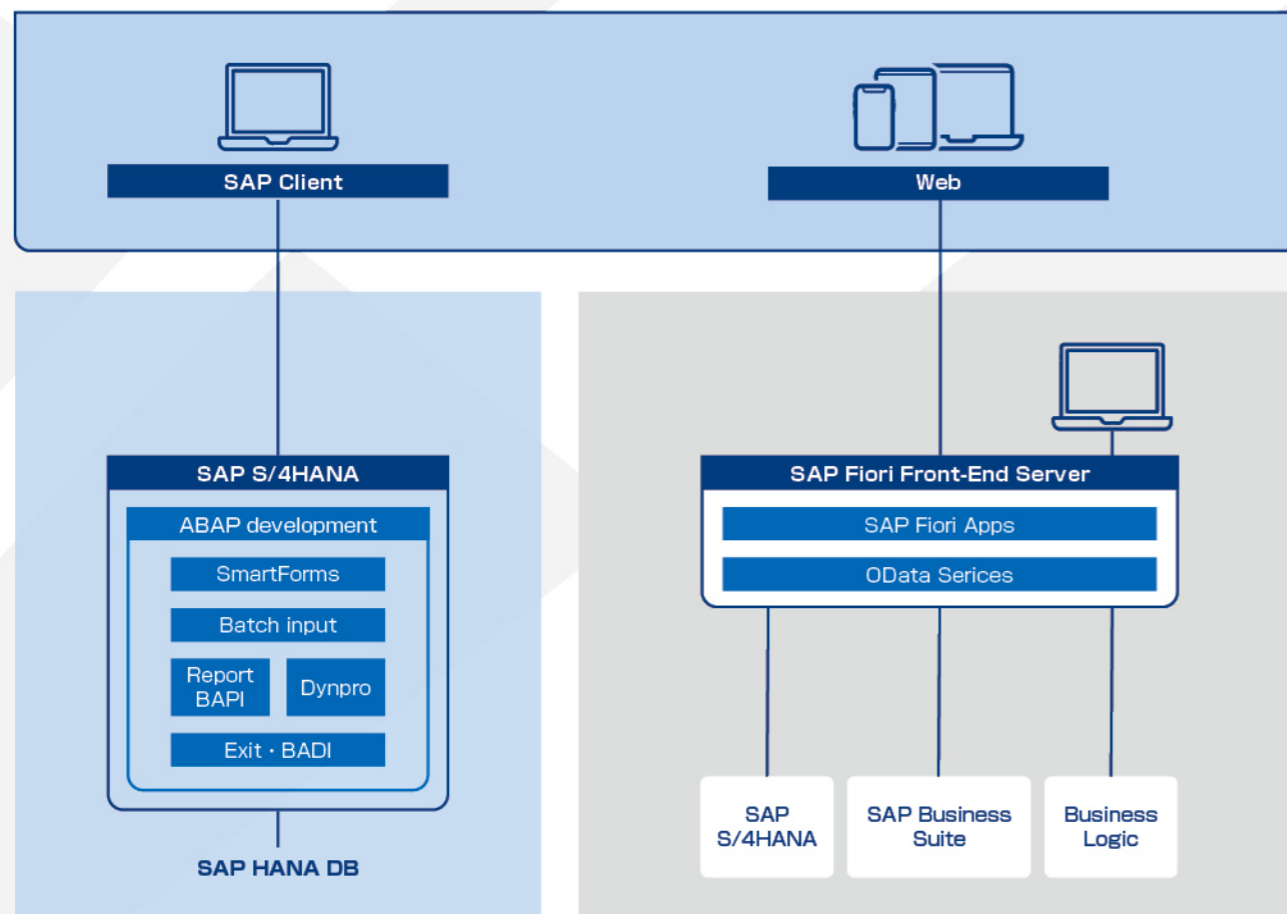 SAP Client
Web
SAP S/4HANA
ABAP development
SmartForms
Batch input
Report
BAPI
Dynpro
Exit・BADI
SAP HANA DB
SAP Fiori Front-End Server
SAP Fiori Apps
OData Serices
SAP
S/4HANA
SAP Business
Suite
Business
Logic